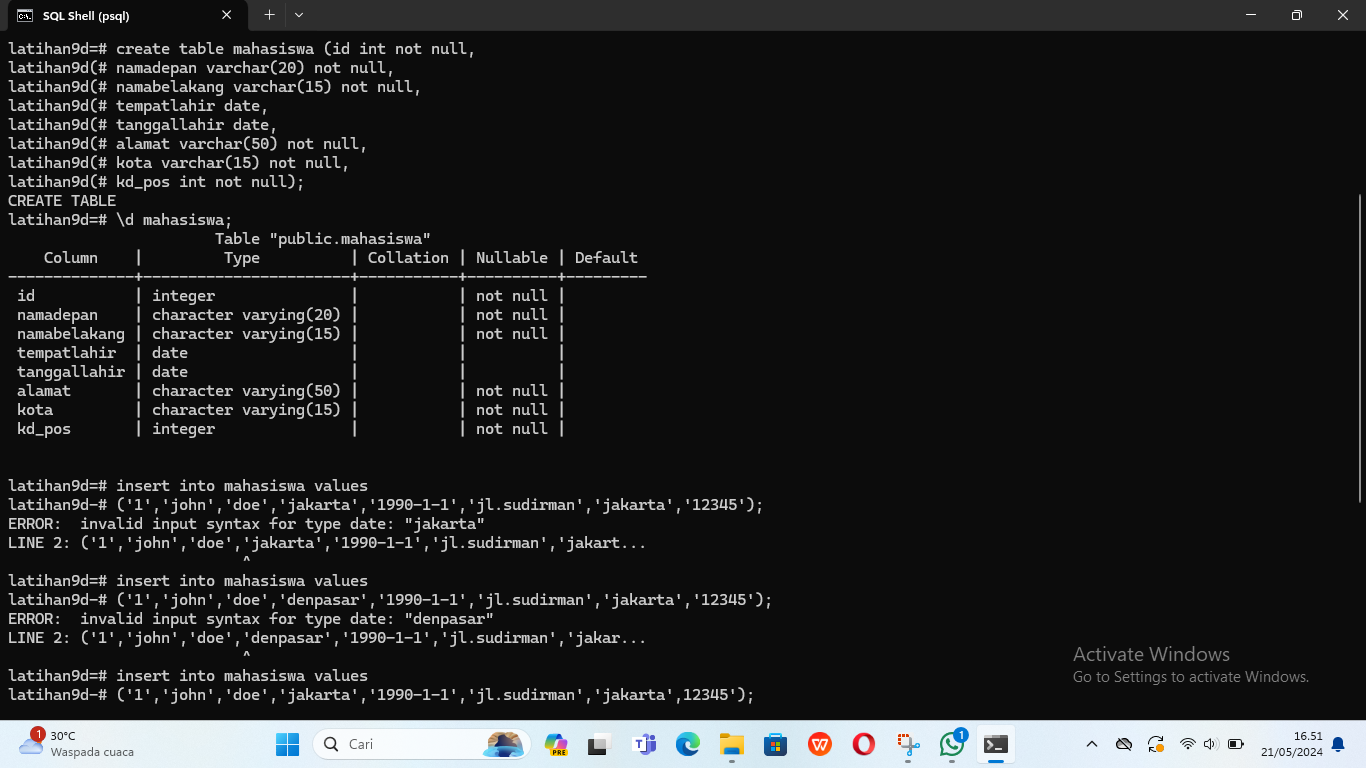 SQL Shell (psql)
latihan9d=# create table mahasiswa (id int not null,
latihan9d(# namadepan varchar(20) not null,
latihan9d(# namabelakang varchar(15) not null,
latihan9d(# tempatlahir date,
latihan9d(# tanggallahir date,
latihan9d(# alamat varchar(50) not null,
latihan9d(# kota varchar(15) not null,
latihan9d(# kd_pos int not null);
CREATE TABLE
latihan9d=# \d mahasiswa;
Table "public.mahasiswa"
Column | Type | Collation | Nullable | Default
--------------+-----------------------+-----------+----------+---------
id | integer | | not null |
namadepan | character varying(20) | | not null |
namabelakang | character varying(15) | | not null |
tempatlahir | date | | |
tanggallahir | date | | |
alamat | character varying(50) | | not null |
kota | character varying(15) | | not null |
kd_pos | integer | | not null |
latihan9d=# insert into mahasiswa values
latihan9d-# ('1','john','doe','jakarta','1990-1-1','jl.sudirman','jakarta','12345');
ERROR:  invalid input syntax for type date: "jakarta"
LINE 2: ('1','john','doe','jakarta','1990-1-1','jl.sudirman','jakart...
^
latihan9d=# insert into mahasiswa values
latihan9d-# ('1','john','doe','denpasar','1990-1-1','jl.sudirman','jakarta','12345');
ERROR:  invalid input syntax for type date: "denpasar"
LINE 2: ('1','john','doe','denpasar','1990-1-1','jl.sudirman','jakar...
^
latihan9d=# insert into mahasiswa values
latihan9d-# ('1','john','doe','jakarta','1990-1-1','jl.sudirman','jakarta',12345');
Activate Windows
Go to Settings to activate Windows.
1
30°C
Waspada cuaca
Cari
PRE
1
16.51
21/05/2024